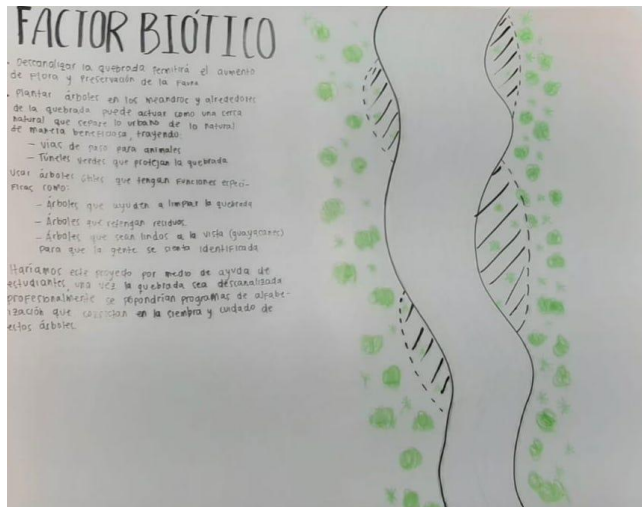 FACTOR BIÓTICO
- Descanalizar la quebrada permitirá el aumento
de flora y preservación de la fauna
- Plantar árboles en los meandros y alrededores
de la quebrada puede actuar como una cerca
natural que separe lo urbano de lo natural
de manera beneficiosa, trayendo:
- vías de paso para animales
- Túneles verdes que protejan la quebrada
Usar árboles útiles que tengan funciones especí-
ficas como:
- Árboles que ayuden a limpiar la quebrada
- Árboles que retengan residuos.
- Árboles que sean lindos a la vista (guayacanes)
para que la gente se sienta identificada.
Haríamos este proyecto por medio de ayuda de
estudiantes, una vez la quebrada sea descanalizada
profesionalmente se pondrían programas de alfabe-
ización que consistan en la siembra y cuidado de
estos árboles.